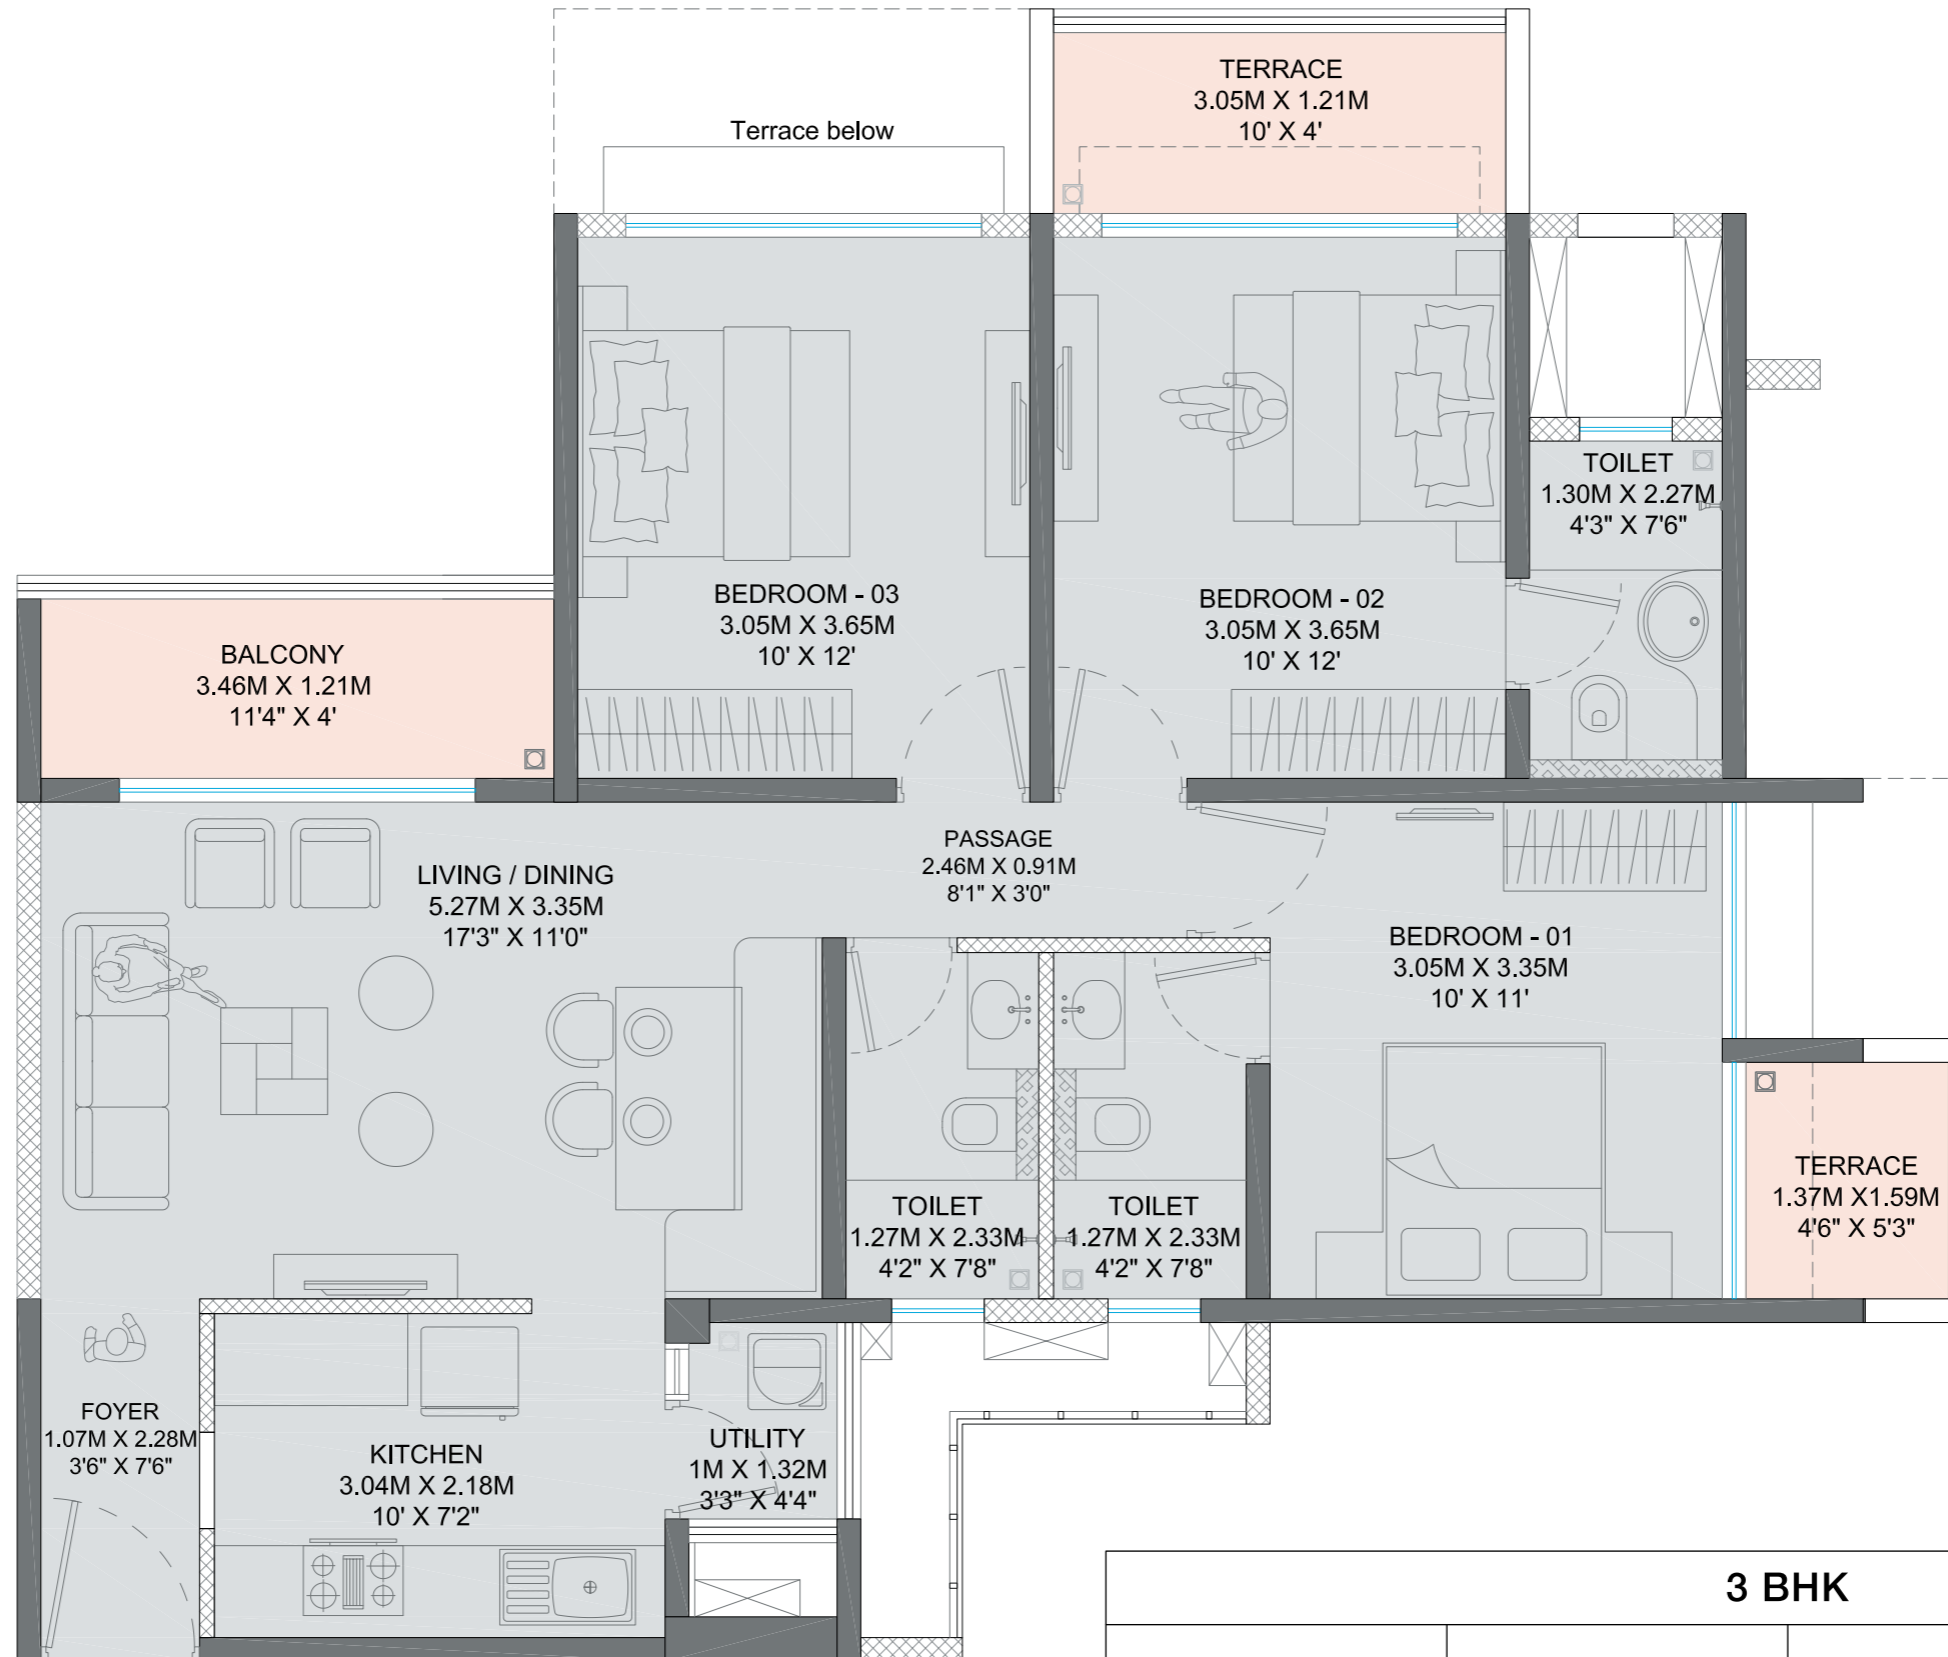 TERRACE
3.05M X 1.21M
10' X 4'
Terrace below
TOILET
1.30M X 2.27M
4'3" X 7'6"
BEDROOM - 03
3.05M X 3.65M
10' X 12'
BEDROOM - 02
3.05M X 3.65M
10' X 12'
BALCONY
3.46M X 1.21M
11'4" X 4'
PASSAGE
2.46M X 0.91M
8'1" X 3'0"
LIVING / DINING
5.27M X 3.35M
17'3" X 11'0"
BEDROOM - 01
3.05M X 3.35M
10' X 11'
TERRACE
1.37M X1.59M
4'6" X 5'3"
TOILET
1.27M X 2.33M
4'2" X 7'8"
TOILET
1.27M X 2.33M
4'2" X 7'8"
FOYER
1.07M X 2.28M
3'6" X 7'6"
KITCHEN
3.04M X 2.18M
10' X 7'2"
UTILITY
1M X 1.32M
3'3" X 4'4"
3 BHK